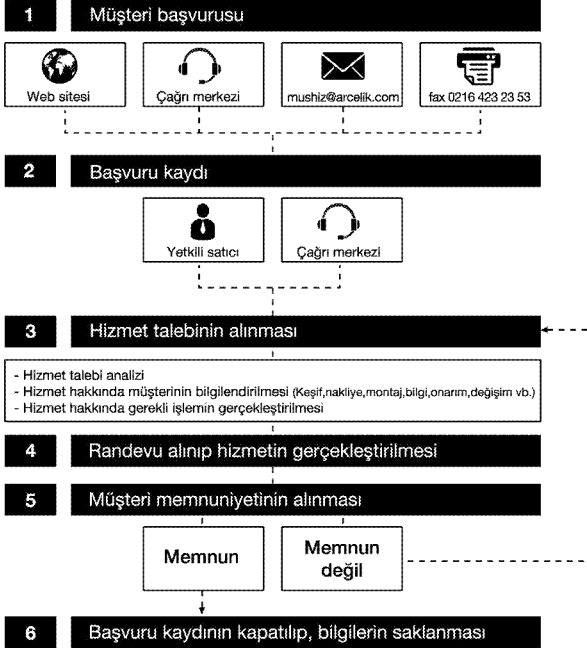 1 Müşteri başvurusu
Web sitesi
Çağrı merkezi
mushiz@arcelik.com
fax 0216 423 23 53
2 Başvuru kaydı
Yetkili satıcı
Çağrı merkezi
3 Hizmet talebinin alınması
- Hizmet talebi analizi
- Hizmet hakkında müşterinin bilgilendirilmesi (Keşif,nakliye,montaj,bilgi,onarım,değişim vb.)
- Hizmet hakkında gerekli işlemin gerçekleştirilmesi
4 Randevu alınıp hizmetin gerçekleştirilmesi
5 Müşteri memnuniyetinin alınması
Memnun
Memnun
değil
6 Başvuru kaydının kapatılıp, bilgilerin saklanması